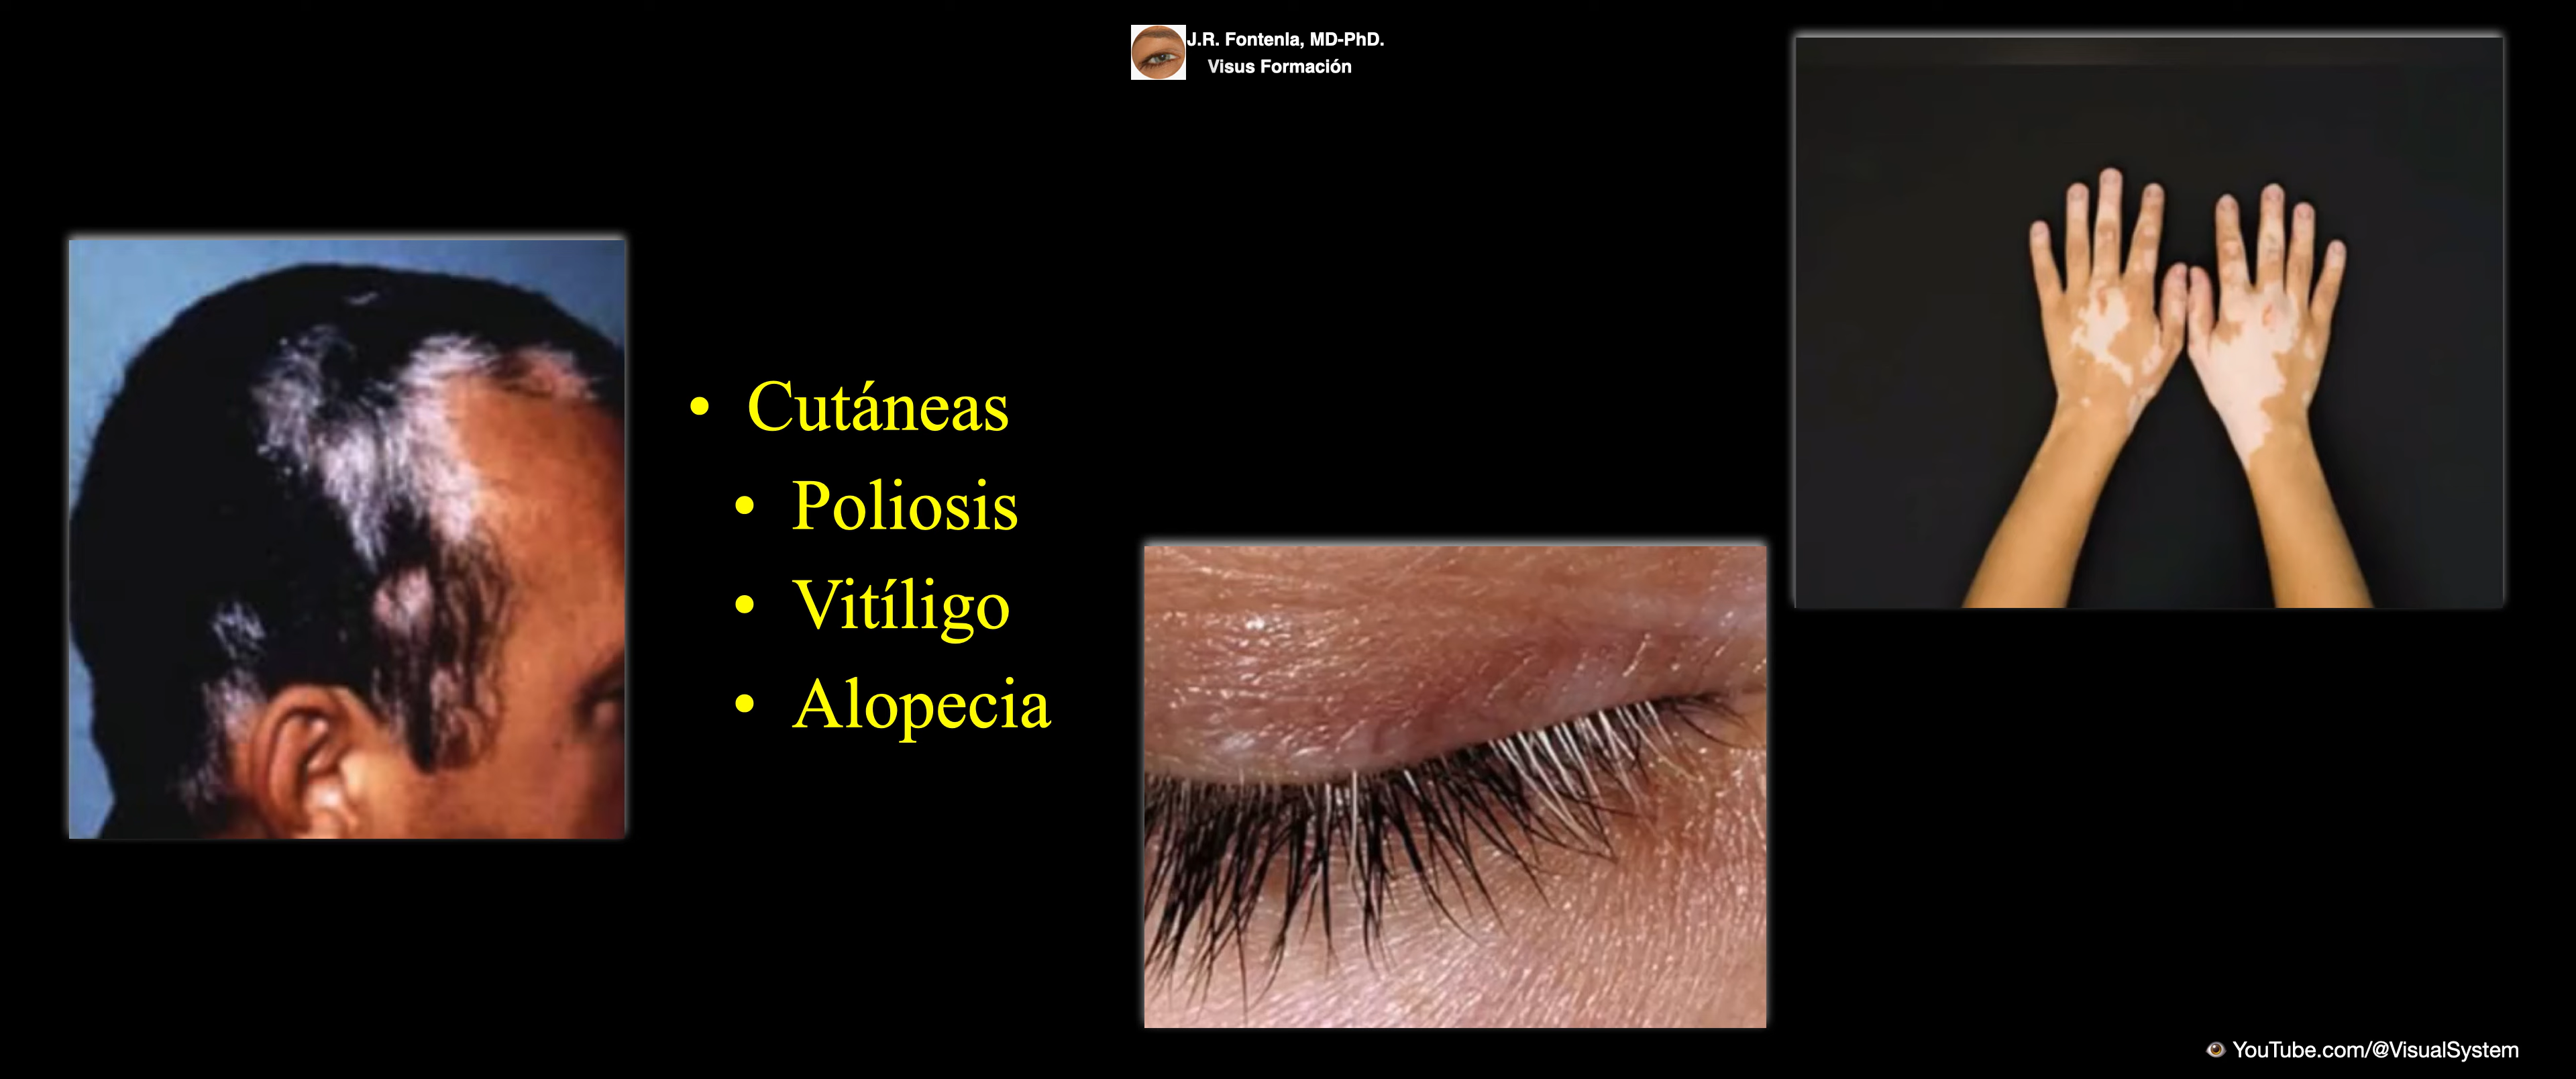 J.R. Fontenla, MD-PhD.
Visus Formación
• Cutáneas
• Poliosis
• Vitíligo
• Alopecia
YouTube.com/@VisualSystem